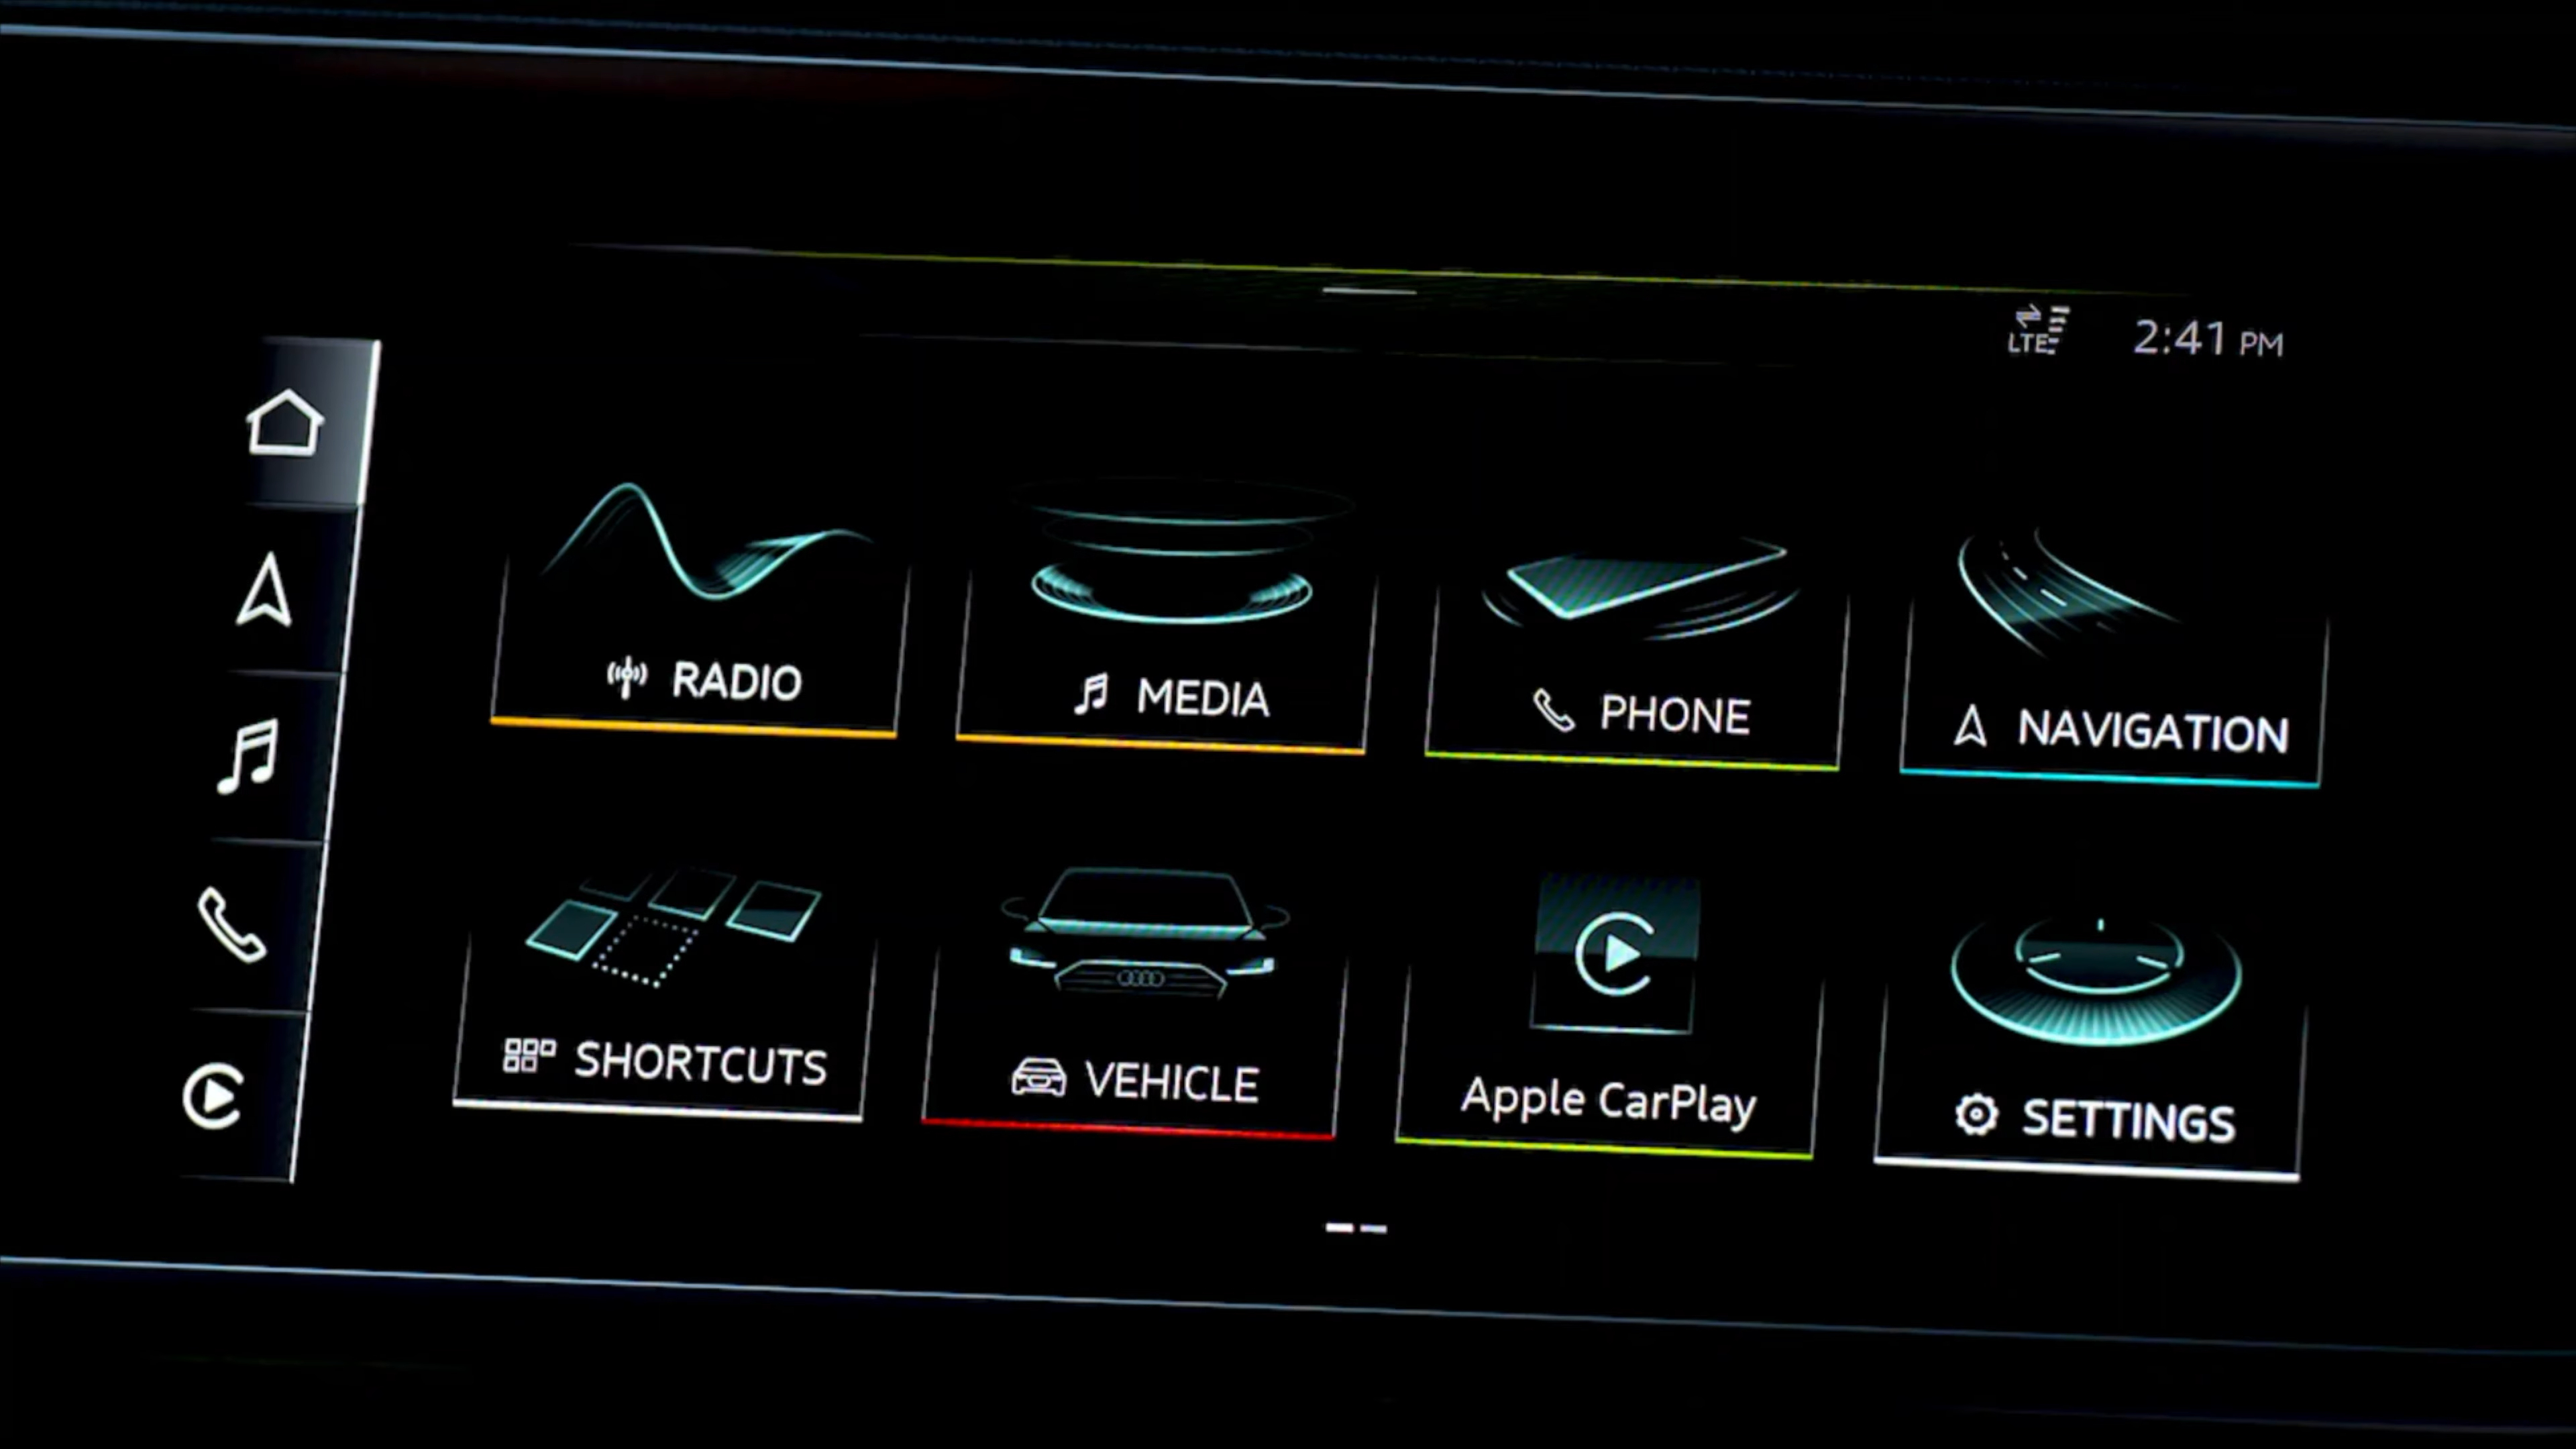 LTE 2:41 PM
RADIO
MEDIA
PHONE
NAVIGATION
SHORTCUTS
VEHICLE
Apple CarPlay
SETTINGS